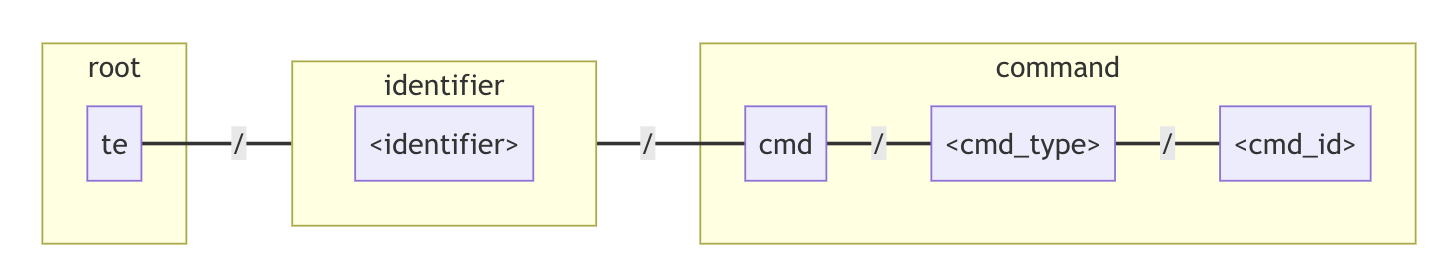 root
te
/
identifier
<identifier>
/
command
cmd
/
<cmd_type>
/
<cmd_id>